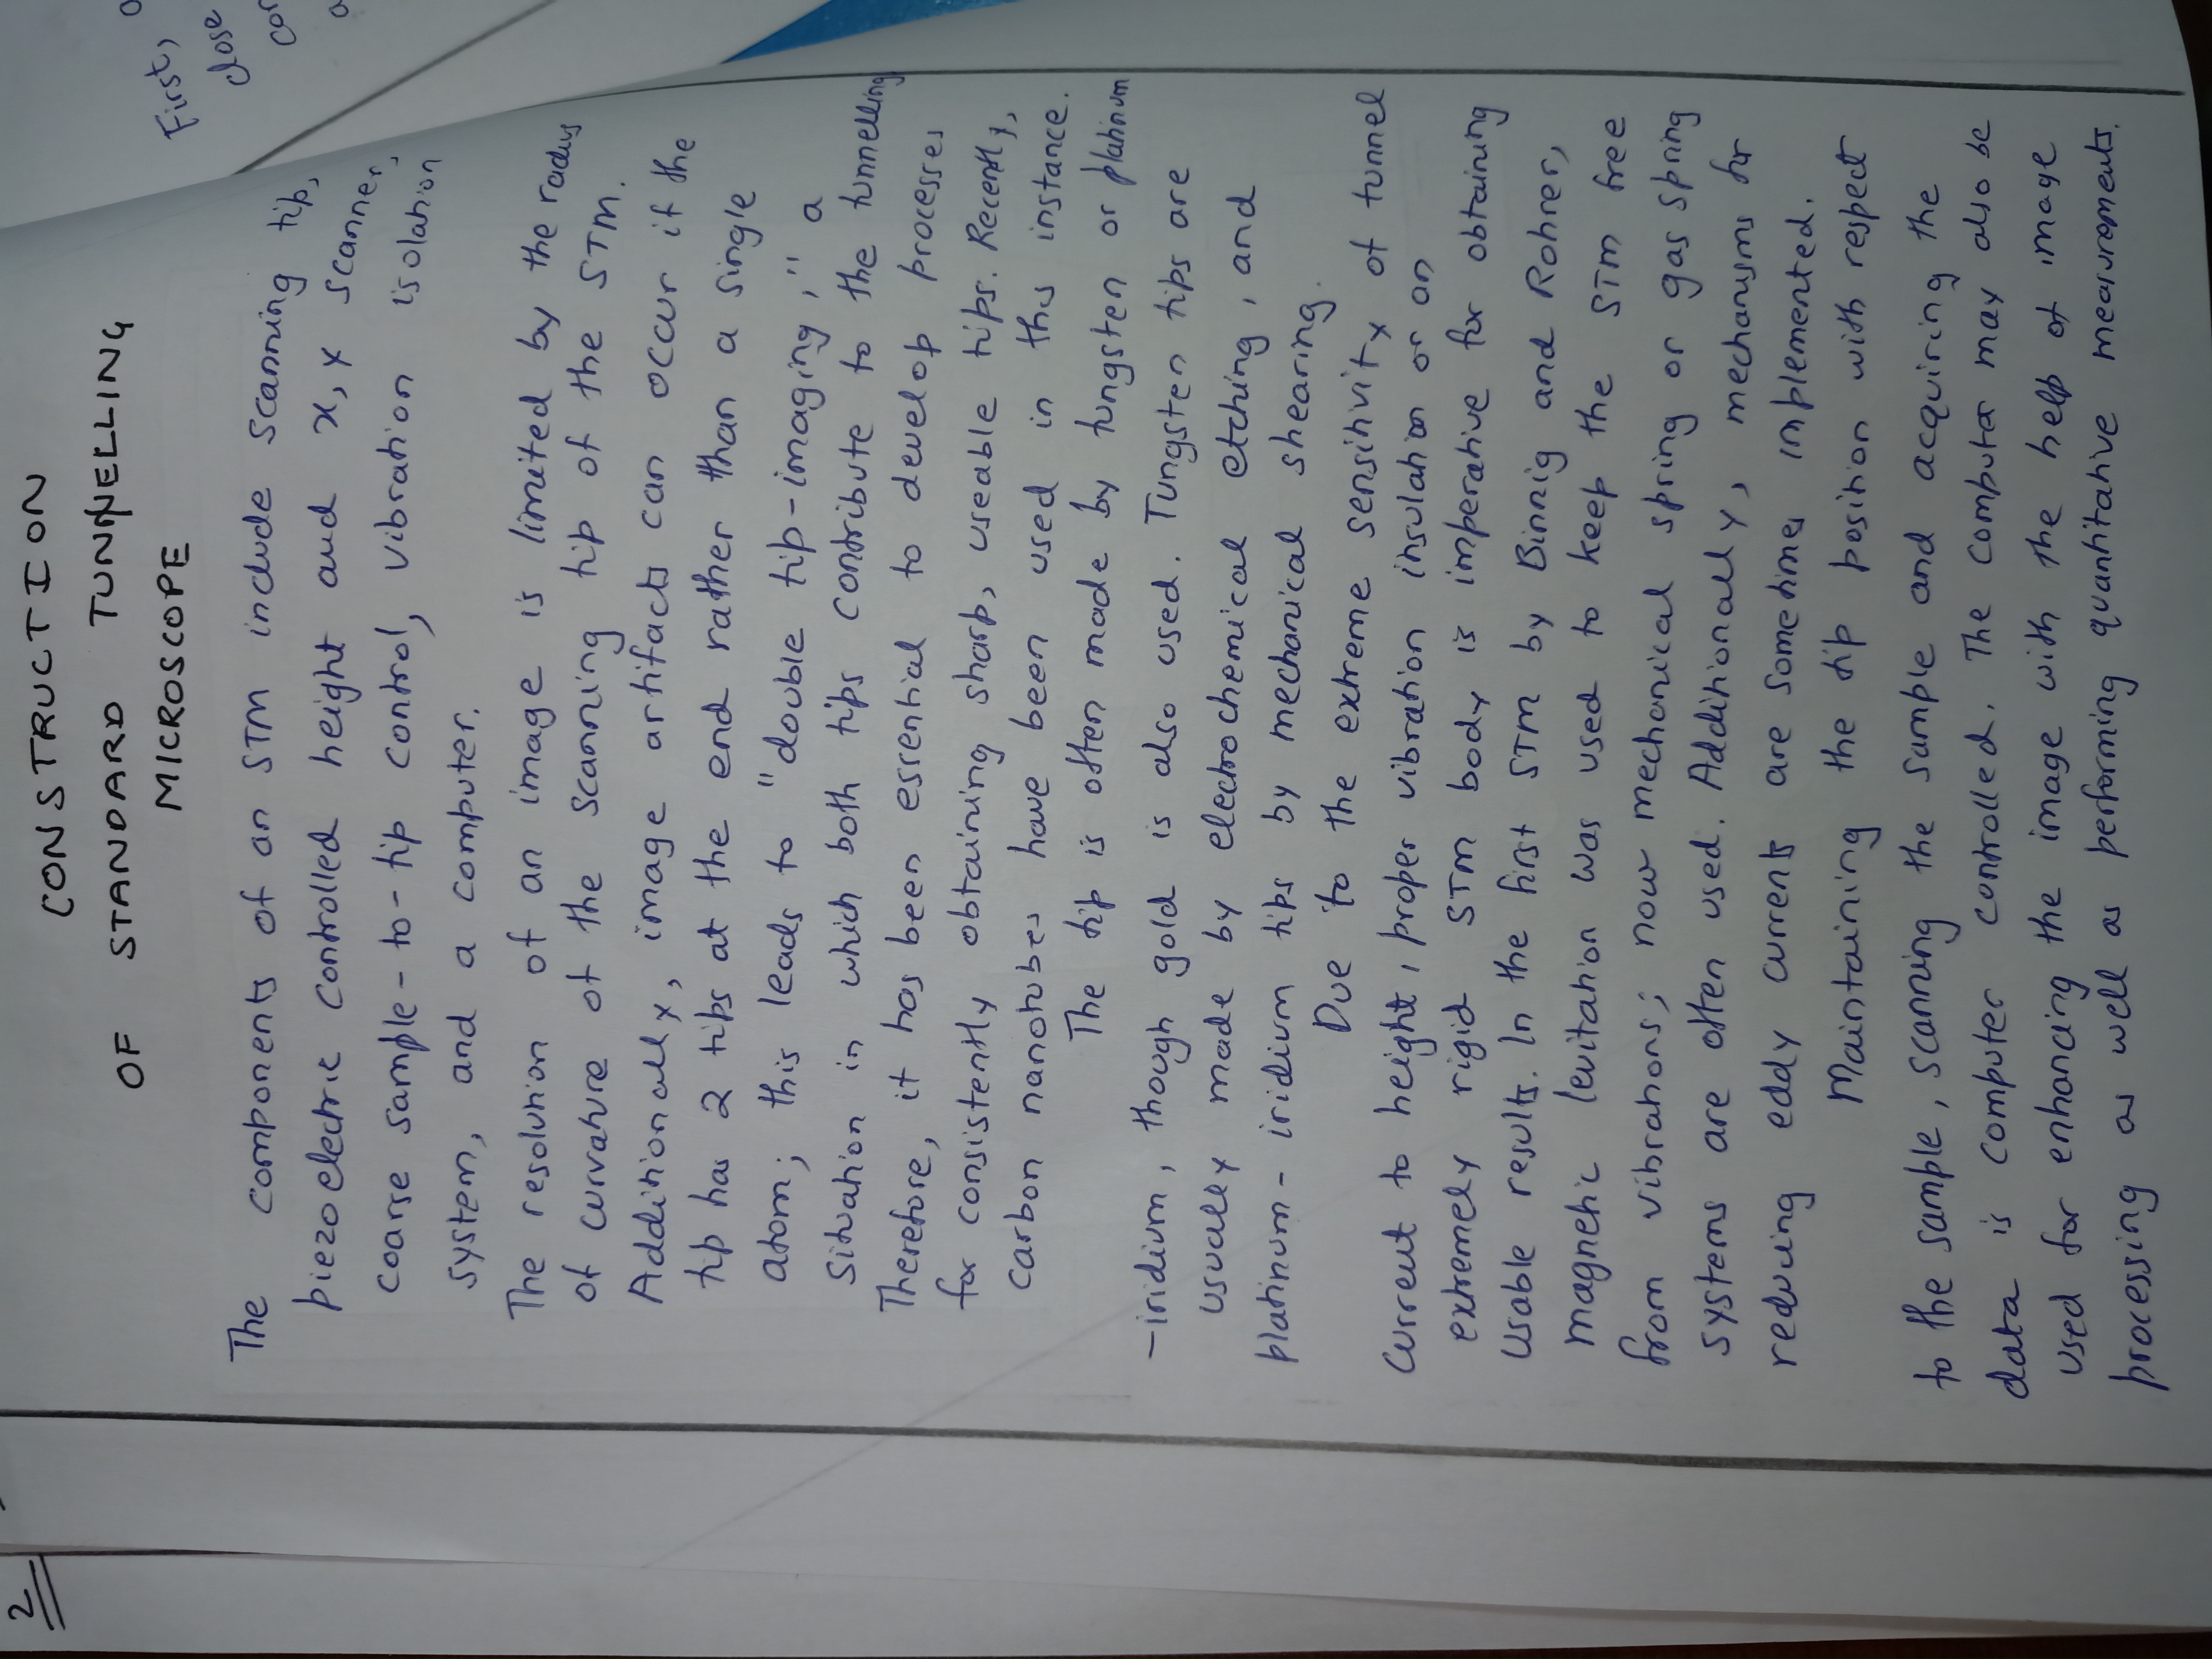 2
CONSTRUCTION
OF STANDARD TUNNELLING
MICROSCOPE
The components of an STM include scanning tip,
piezoelectric controlled height and x, y scanner,
coarse sample-to-tip control, vibration isolation
system, and a computer.
The resolution of an image is limited by the radius
of curvature of the scanning tip of the STM.
Additionally, image artifacts can occur if the
tip has 2 tips at the end rather than a single
atom; this leads to "double tip-imaging," a
situation in which both tips contribute to the tunnelling
Therefore, it has been essential to develop processes
for consistently obtaining sharp, useable tips. Recently,
carbon nanotubes have been used in this instance.
The tip is often made by tungsten or platinum
-iridium, though gold is also used. Tungsten tips are
usually made by electrochemical etching, and
platinum-iridium tips by mechanical shearing.
Due to the extreme sensitivity of tunnel
current to height, proper vibration insulation or an
extremely rigid STM body is imperative for obtaining
usable results. In the first STM by Binnig and Rohrer,
magnetic levitation was used to keep the STM free
from vibrations; now mechanical spring or gas spring
systems are often used. Additionally, mechanisms for
reducing eddy currents are sometimes implemented.
Maintaining the tip position with respect
to the sample, scanning the sample and acquiring the
data is computer controlled. The computer may also be
used for enhancing the image with the help of image
processing as well as performing quantitative measurements.
First,
close